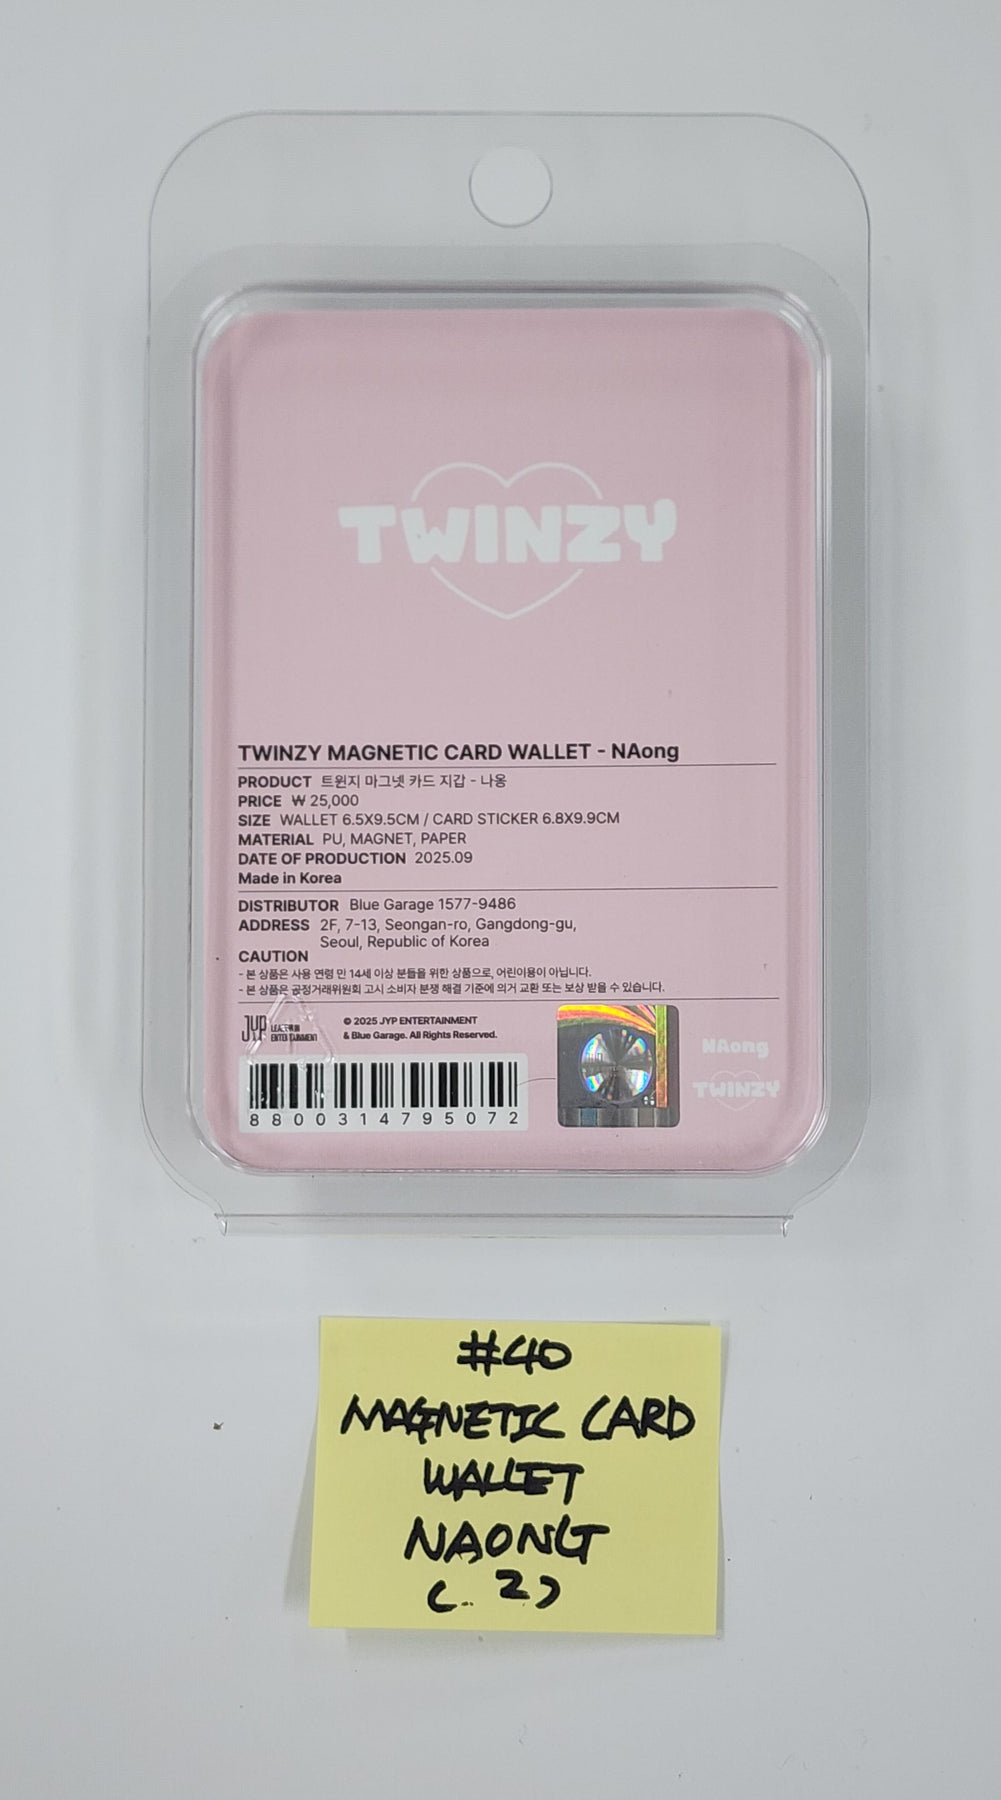 TWINZY
TWINZY MAGNETIC CARD WALLET - NAong
PRODUCT 트윈지 마그넷 카드 지갑 - 나옹
PRICE ₩ 25,000
SIZE WALLET 6.5X9.5CM / CARD STICKER 6.8X9.9CM
MATERIAL PU, MAGNET, PAPER
DATE OF PRODUCTION 2025.09
Made in Korea
DISTRIBUTOR Blue Garage 1577-9486
ADDRESS 2F, 7-13, Seongan-ro, Gangdong-gu,
Seoul, Republic of Korea
CAUTION
- 본 상품은 사용 연령 만 14세 이상 분들을 위한 상품으로, 어린이용이 아닙니다.
- 본 상품은 공정거래위원회 고시 소비자 분쟁 해결 기준에 의거 교환 또는 보상 받을 수 있습니다.
JYP LEADER IN
ENTERTAINMENT
© 2025 JYP ENTERTAINMENT
& Blue Garage. All Rights Reserved.
8800314795072
NAong
TWINZY
#40
MAGNETIC CARD
WALLET
NAONG
(.. 2)